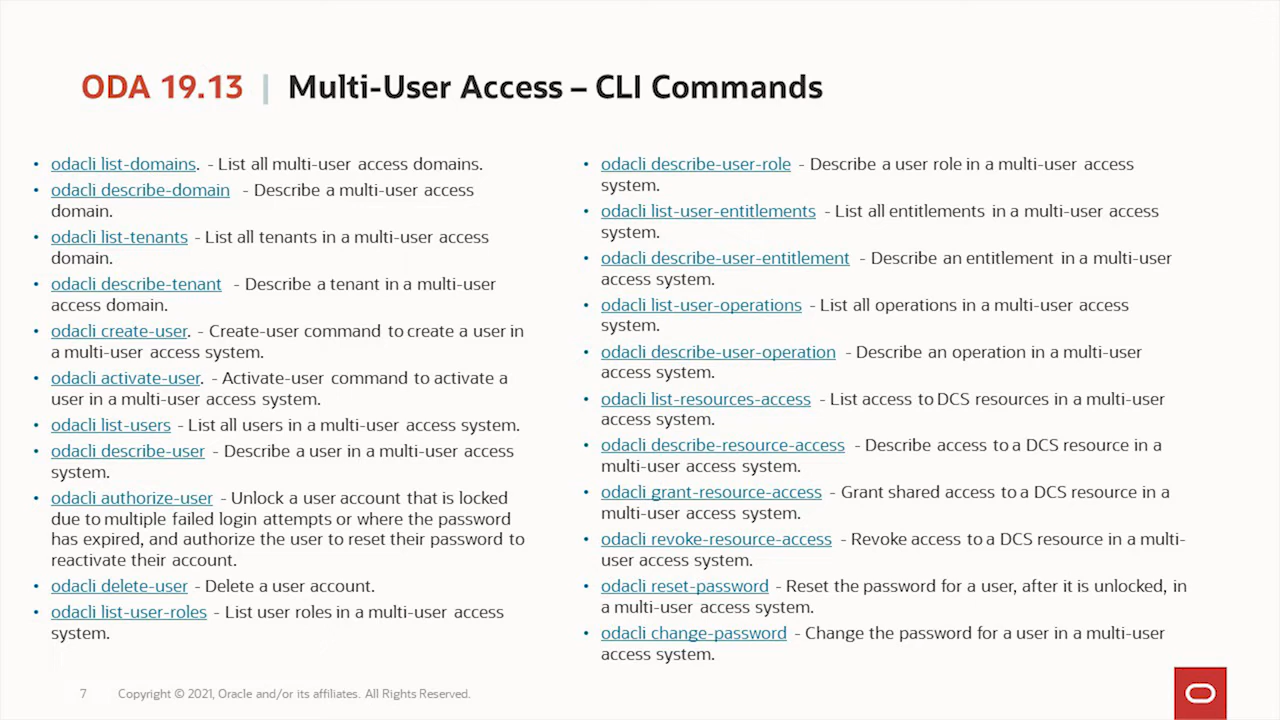 ODA 19.13 | Multi-User Access – CLI Commands
• odacli list-domains. - List all multi-user access domains.
• odacli describe-domain - Describe a multi-user access
domain.
• odacli list-tenants - List all tenants in a multi-user access
domain.
• odacli describe-tenant - Describe a tenant in a multi-user
access domain.
• odacli create-user. - Create-user command to create a user in
a multi-user access system.
• odacli activate-user. - Activate-user command to activate a
user in a multi-user access system.
• odacli list-users - List all users in a multi-user access system.
• odacli describe-user - Describe a user in a multi-user access
system.
• odacli authorize-user - Unlock a user account that is locked
due to multiple failed login attempts or where the password
has expired, and authorize the user to reset their password to
reactivate their account.
• odacli delete-user - Delete a user account.
• odacli list-user-roles - List user roles in a multi-user access
system.
• odacli describe-user-role - Describe a user role in a multi-user access
system.
• odacli list-user-entitlements - List all entitlements in a multi-user access
system.
• odacli describe-user-entitlement - Describe an entitlement in a multi-user
access system.
• odacli list-user-operations - List all operations in a multi-user access
system.
• odacli describe-user-operation - Describe an operation in a multi-user
access system.
• odacli list-resources-access - List access to DCS resources in a multi-user
access system.
• odacli describe-resource-access - Describe access to a DCS resource in a
multi-user access system.
• odacli grant-resource-access - Grant shared access to a DCS resource in a
multi-user access system.
• odacli revoke-resource-access - Revoke access to a DCS resource in a multi-
user access system.
• odacli reset-password - Reset the password for a user, after it is unlocked, in
a multi-user access system.
• odacli change-password - Change the password for a user in a multi-user
access system.
7 Copyright © 2021, Oracle and/or its affiliates. All Rights Reserved.